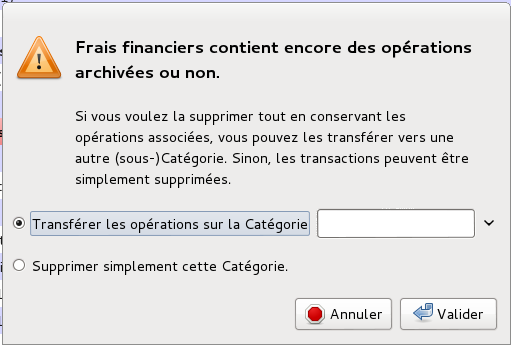 Frais financiers contient encore des opérations
archivées ou non.
Si vous voulez la supprimer tout en conservant les
opérations associées, vous pouvez les transférer vers une
autre (sous-)Catégorie. Sinon, les transactions peuvent être
simplement supprimées.
Transférer les opérations sur la Catégorie
Supprimer simplement cette Catégorie.
Annuler Valider